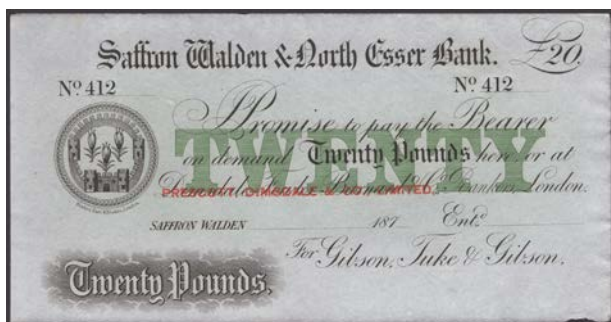 Saffron Walden & North Essex Bank. £20.
Nº 412 Nº 412
I Promise to pay the Bearer
TWENTY
on demand Twenty Pounds here or at
Bankers, London.
PRESCOTT, DIMSDALE & CO. LIMITED.
SAFFRON WALDEN 187 Entd
For Gibson, Tuke & Gibson.
Twenty Pounds.